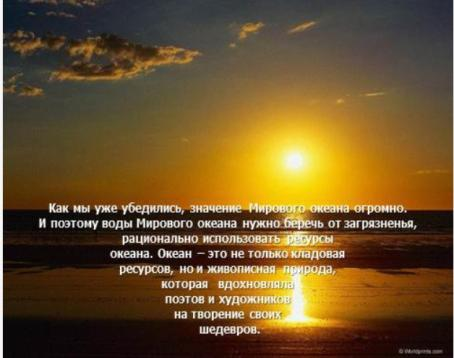 Как мы уже убедились, значение Мирового океана огромно.
И поэтому воды Мирового океана нужно беречь от загрязненья,
рационально использовать ресурсы
океана. Океан – это не только кладовая
ресурсов, но и живописная природа,
которая вдохновляла
поэтов и художников
на творение своих
шедевров.
© Worldprints.com